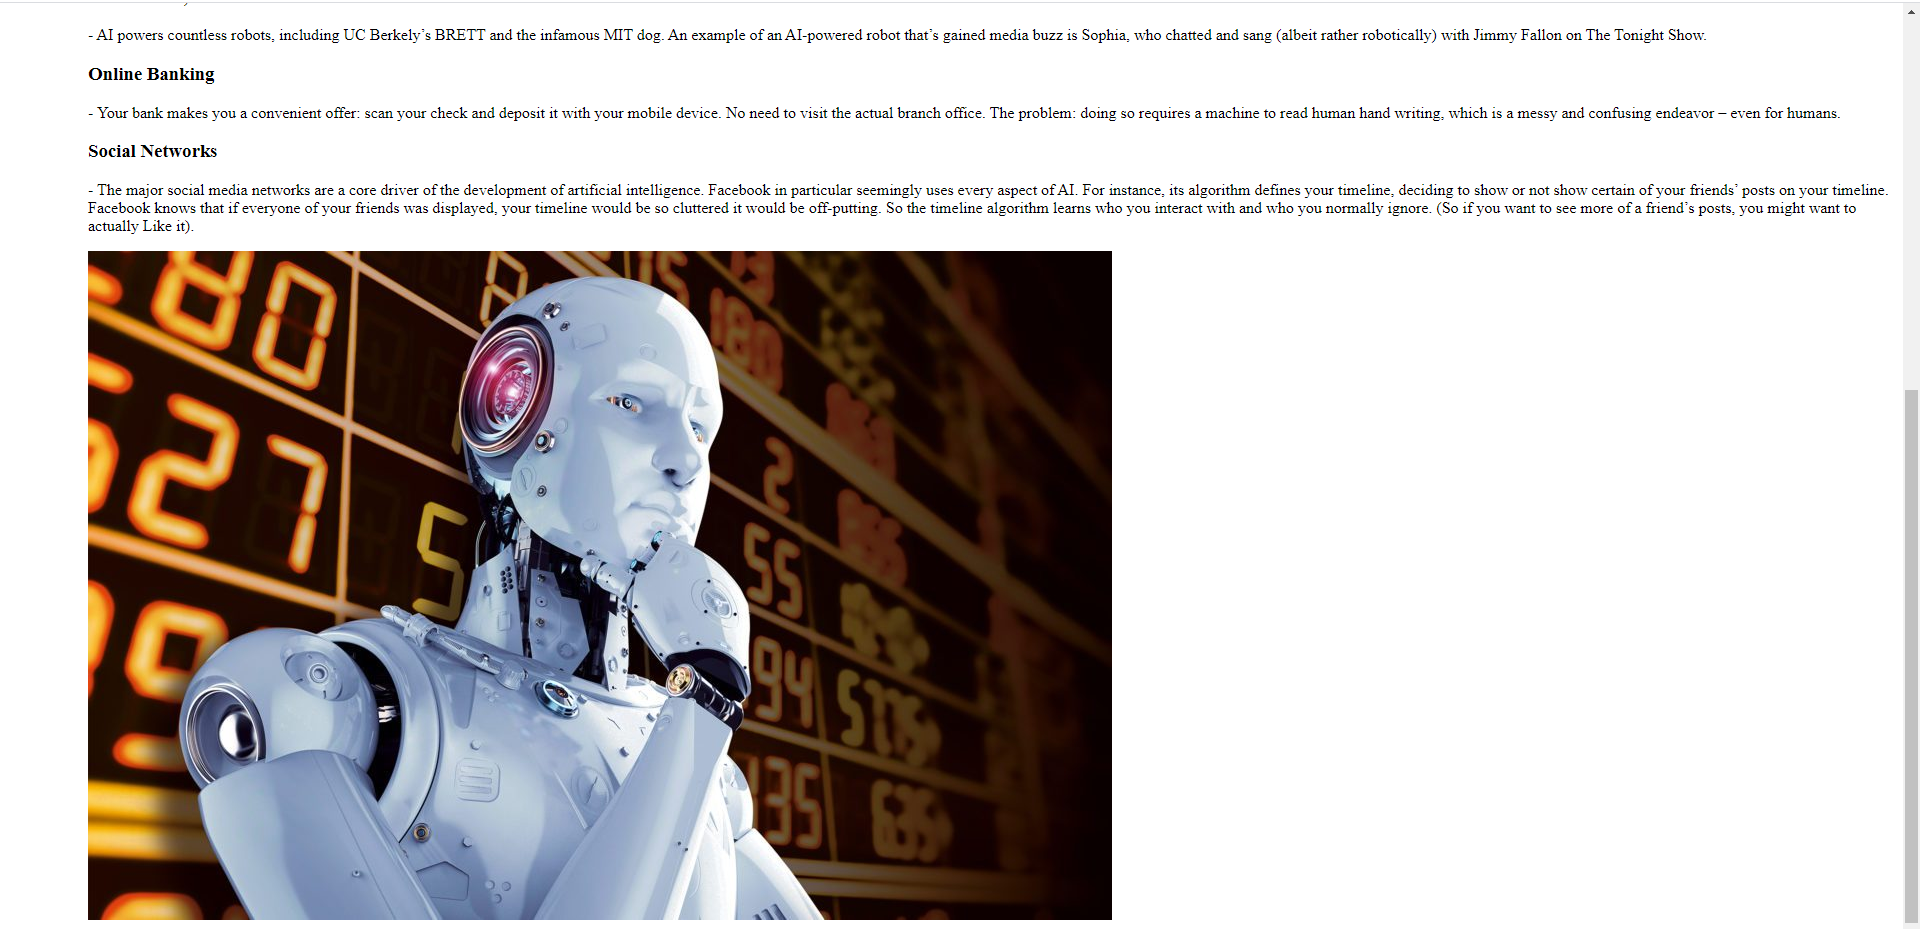 - AI powers countless robots, including UC Berkely’s BRETT and the infamous MIT dog. An example of an AI-powered robot that’s gained media buzz is Sophia, who chatted and sang (albeit rather robotically) with Jimmy Fallon on The Tonight Show.
Online Banking
- Your bank makes you a convenient offer: scan your check and deposit it with your mobile device. No need to visit the actual branch office. The problem: doing so requires a machine to read human hand writing, which is a messy and confusing endeavor – even for humans.
Social Networks
- The major social media networks are a core driver of the development of artificial intelligence. Facebook in particular seemingly uses every aspect of AI. For instance, its algorithm defines your timeline, deciding to show or not show certain of your friends’ posts on your timeline.
Facebook knows that if everyone of your friends was displayed, your timeline would be so cluttered it would be off-putting. So the timeline algorithm learns who you interact with and who you normally ignore. (So if you want to see more of a friend’s posts, you might want to
actually Like it).
80
180
527
5
2
55
94
335